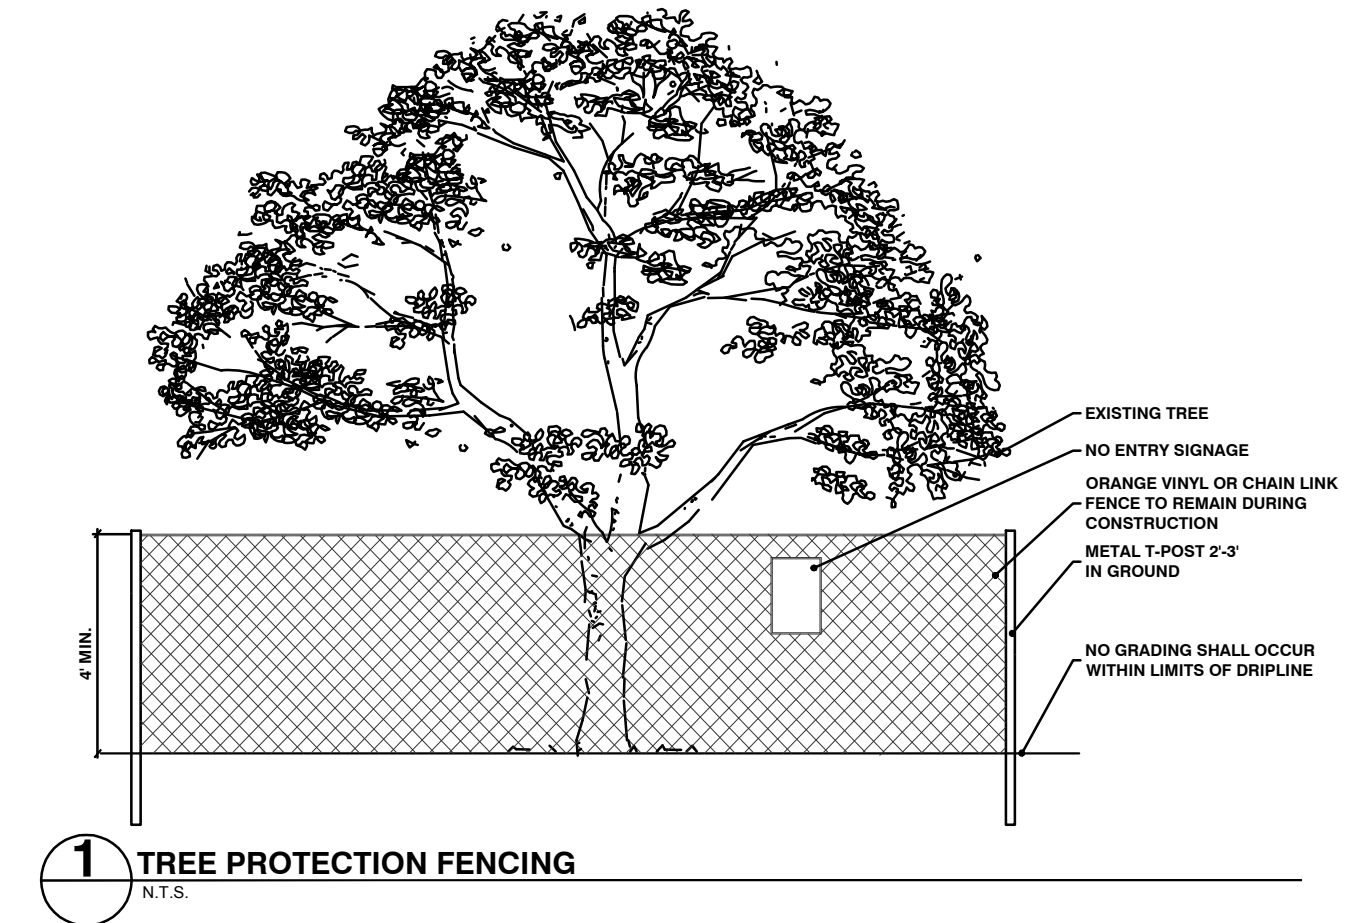 EXISTING TREE
NO ENTRY SIGNAGE
ORANGE VINYL OR CHAIN LINK
FENCE TO REMAIN DURING
CONSTRUCTION
METAL T-POST 2'-3'
IN GROUND
4' MIN.
NO GRADING SHALL OCCUR
WITHIN LIMITS OF DRIPLINE
1
TREE PROTECTION FENCING
N.T.S.